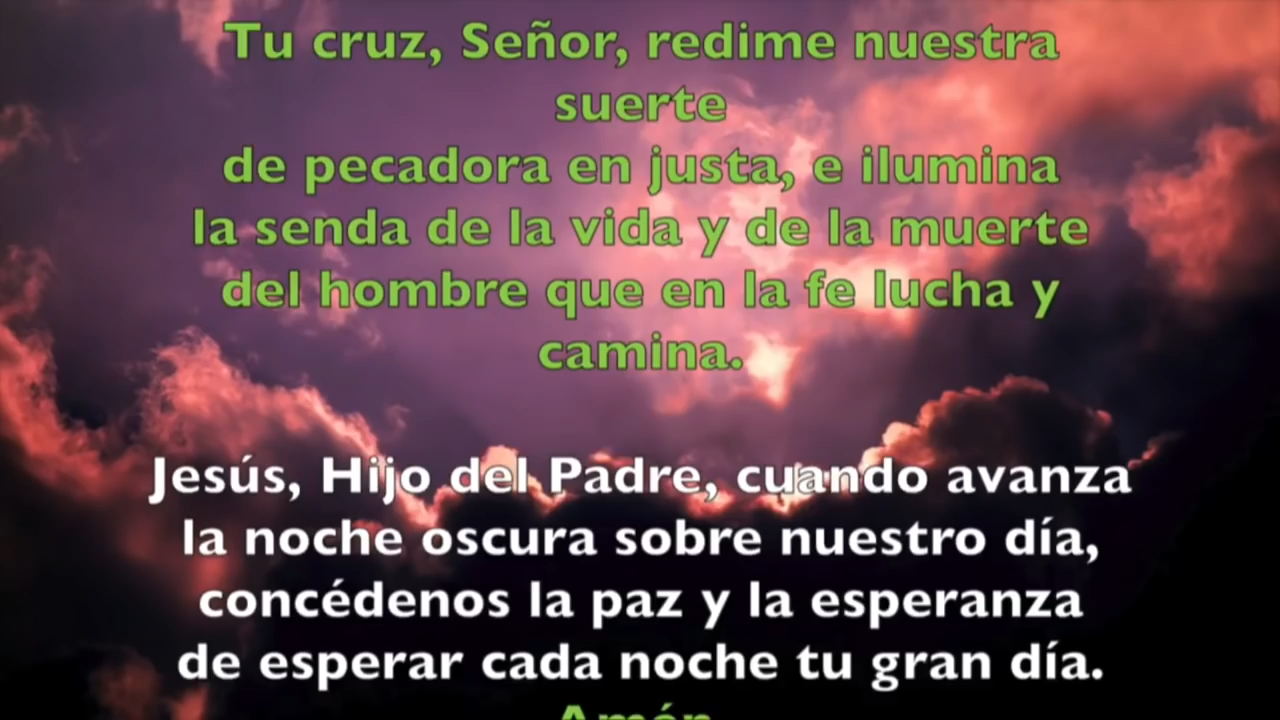 Tu cruz, Señor, redime nuestra
suerte
de pecadora en justa, e ilumina
la senda de la vida y de la muerte
del hombre que en la fe lucha y
camina.
Jesús, Hijo del Padre, cuando avanza
la noche oscura sobre nuestro día,
concédenos la paz y la esperanza
de esperar cada noche tu gran día.
Amén